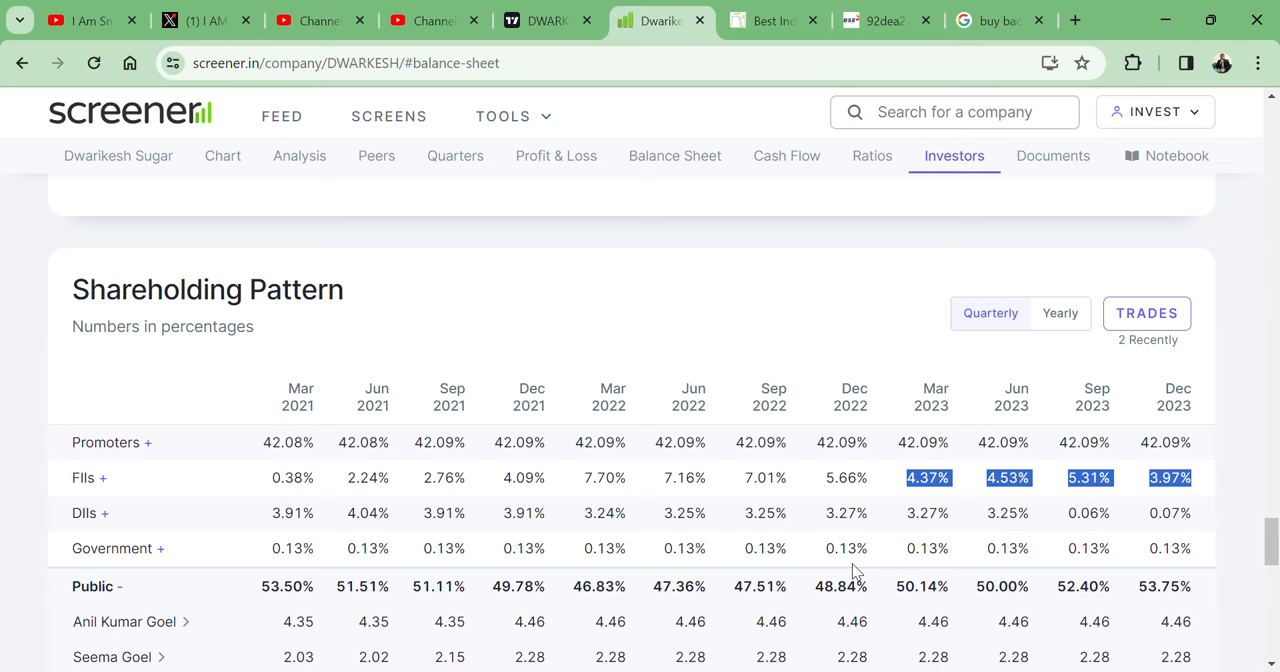 I Am Sm
(1) I AM
Channel
Channel
DWARK
Dwarike
Best Inc
92dea2
buy bac
screener.in/company/DWARKESH/#balance-sheet
screener
FEED SCREENS TOOLS
Search for a company
INVEST
Dwarikesh Sugar Chart Analysis Peers Quarters Profit & Loss Balance Sheet Cash Flow Ratios Investors Documents Notebook
Shareholding Pattern
Numbers in percentages
Quarterly Yearly
TRADES
2 Recently
Mar Jun Sep Dec Mar Jun Sep Dec Mar Jun Sep Dec
2021 2021 2021 2021 2022 2022 2022 2022 2023 2023 2023 2023
Promoters + 42.08% 42.08% 42.09% 42.09% 42.09% 42.09% 42.09% 42.09% 42.09% 42.09% 42.09% 42.09%
FIIs + 0.38% 2.24% 2.76% 4.09% 7.70% 7.16% 7.01% 5.66% 4.37% 4.53% 5.31% 3.97%
DIIs + 3.91% 4.04% 3.91% 3.91% 3.24% 3.25% 3.25% 3.27% 3.27% 3.25% 0.06% 0.07%
Government + 0.13% 0.13% 0.13% 0.13% 0.13% 0.13% 0.13% 0.13% 0.13% 0.13% 0.13% 0.13%
Public - 53.50% 51.51% 51.11% 49.78% 46.83% 47.36% 47.51% 48.84% 50.14% 50.00% 52.40% 53.75%
Anil Kumar Goel > 4.35 4.35 4.35 4.46 4.46 4.46 4.46 4.46 4.46 4.46 4.46 4.46
Seema Goel > 2.03 2.02 2.15 2.28 2.28 2.28 2.28 2.28 2.28 2.28 2.28 2.28